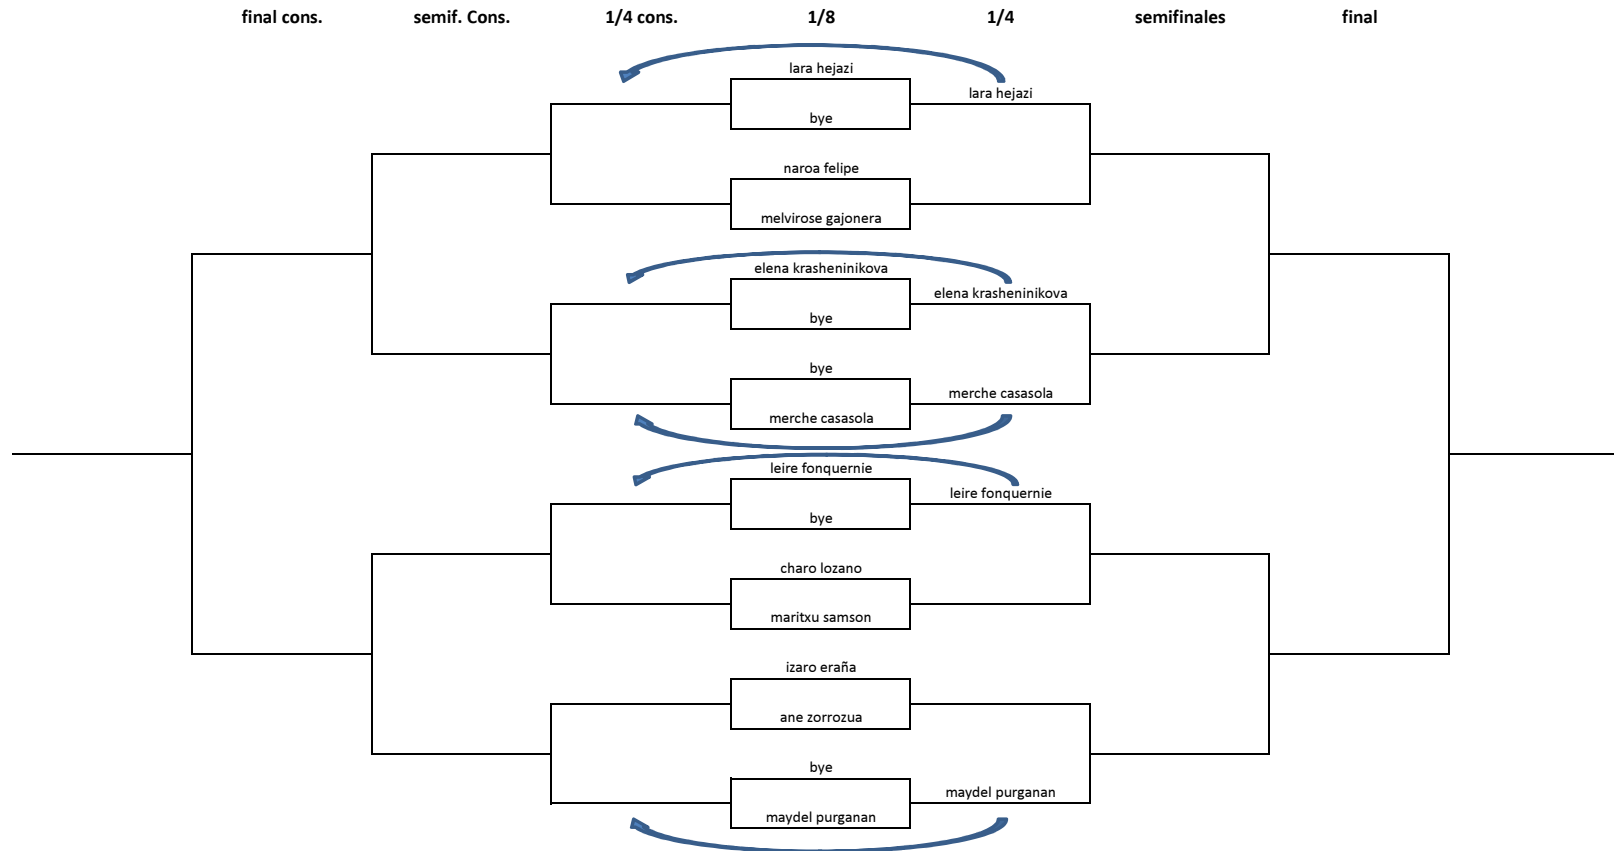 final cons. semif. Cons. 1/4 cons. 1/8 1/4 semifinales final
lara hejazi
lara hejazi
bye
naroa felipe
melvirose gajonera
elena krasheninikova
elena krasheninikova
bye
bye
merche casasola
merche casasola
leire fonquernie
leire fonquernie
bye
charo lozano
maritxu samson
izaro eraña
ane zorrozua
bye
maydel purganan
maydel purganan